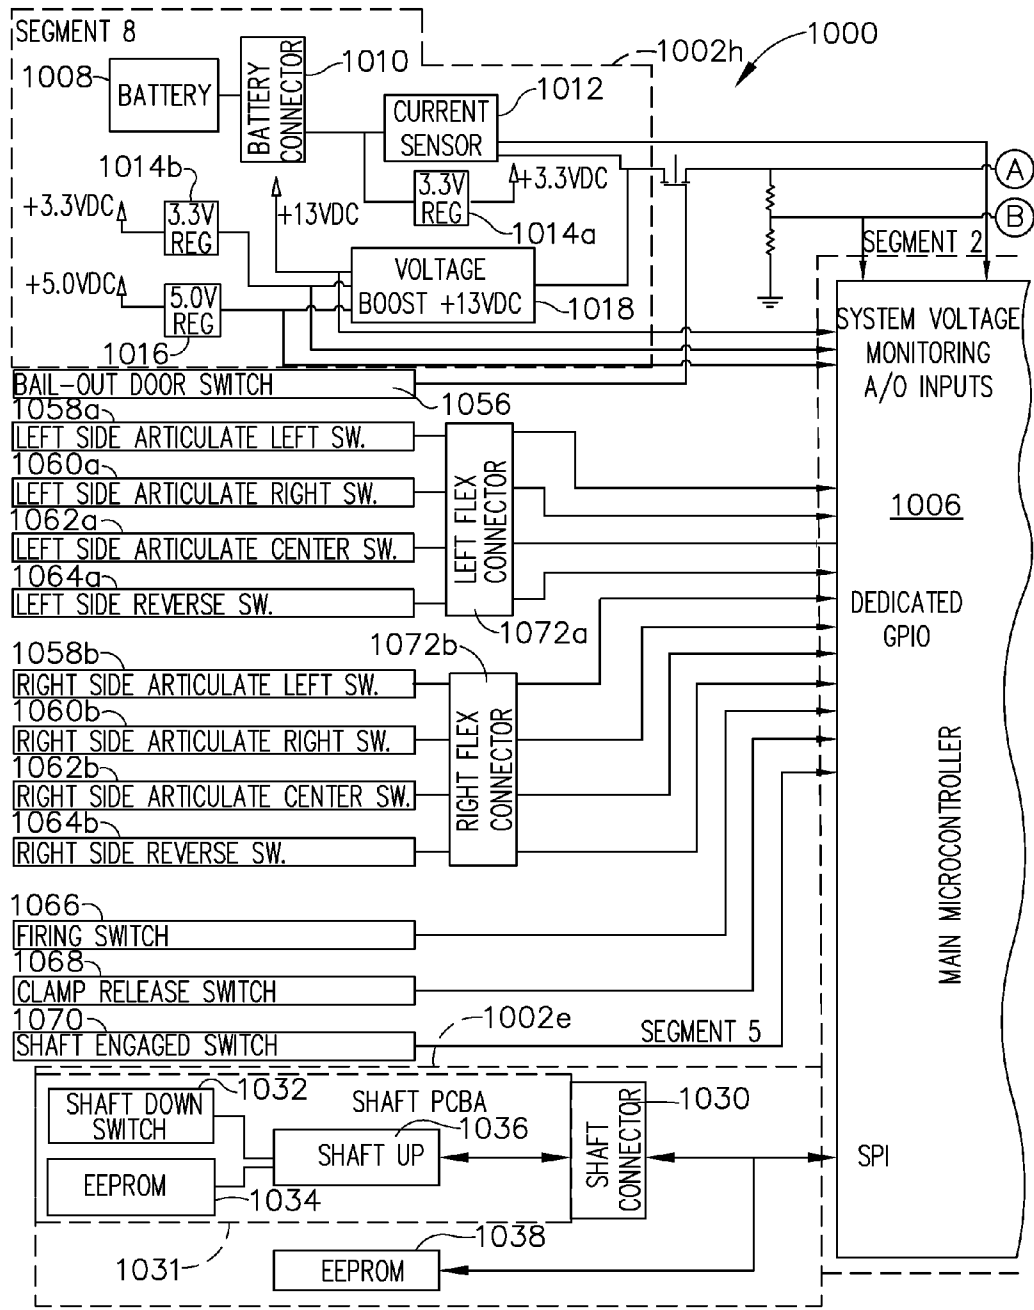 SEGMENT 8
1000
1002h
1008
BATTERY
BATTERY
CONNECTOR
1010
1012
CURRENT
SENSOR
1014b
+3.3VDC
3.3V
REG
+13VDC
3.3V
REG
+3.3VDC
1014a
A
B
SEGMENT 2
+5.0VDC
5.0V
REG
1016
VOLTAGE
BOOST +13VDC
1018
SYSTEM VOLTAGE
MONITORING
A/O INPUTS
BAIL-OUT DOOR SWITCH
1056
1058a
LEFT SIDE ARTICULATE LEFT SW.
1060a
LEFT SIDE ARTICULATE RIGHT SW.
1062a
LEFT SIDE ARTICULATE CENTER SW.
1064a
LEFT SIDE REVERSE SW.
LEFT FLEX
CONNECTOR
1072a
1006
DEDICATED
GPIO
1072b
1058b
RIGHT SIDE ARTICULATE LEFT SW.
1060b
RIGHT SIDE ARTICULATE RIGHT SW.
1062b
RIGHT SIDE ARTICULATE CENTER SW.
1064b
RIGHT SIDE REVERSE SW.
RIGHT FLEX
CONNECTOR
MAIN MICROCONTROLLER
1066
FIRING SWITCH
1068
CLAMP RELEASE SWITCH
1070
SHAFT ENGAGED SWITCH
1002e
SEGMENT 5
1032
SHAFT DOWN
SWITCH
SHAFT PCBA
1036
SHAFT UP
EEPROM
1034
SHAFT
CONNECTOR
1030
SPI
1031
1038
EEPROM